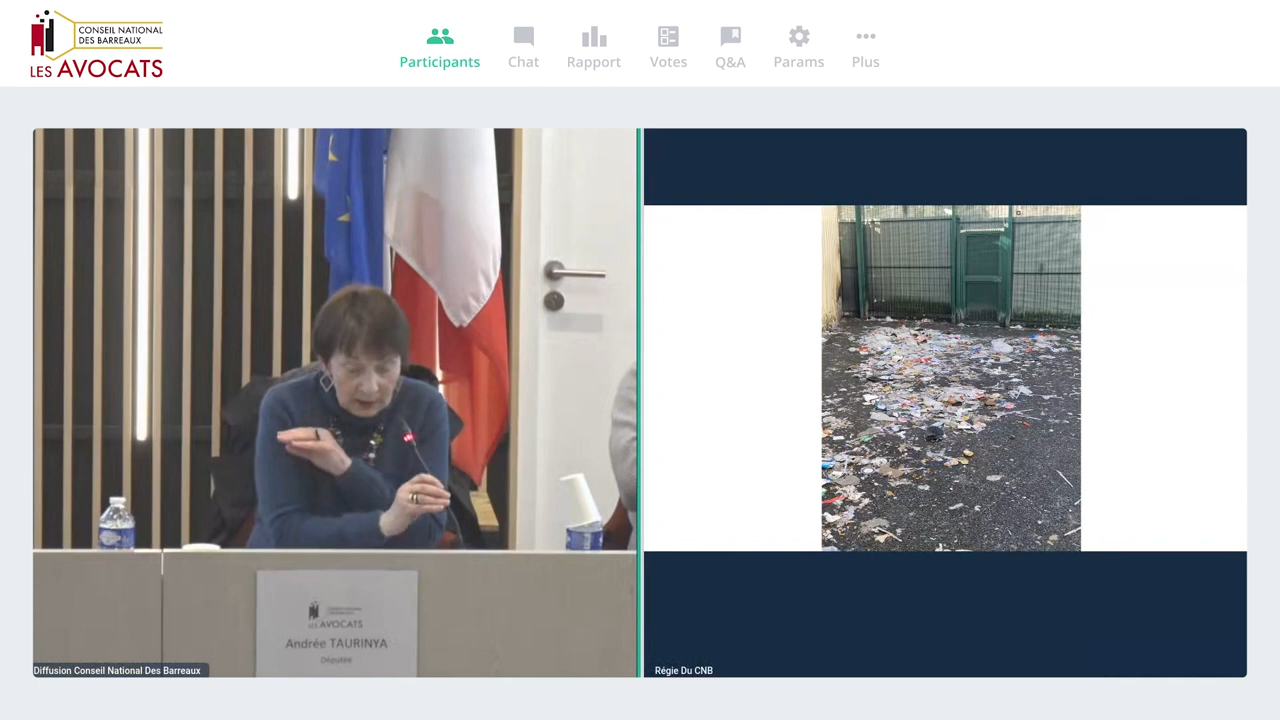 CONSEIL NATIONAL
DES BARREAUX
LES AVOCATS
Participants
Chat
Rapport
Votes
Q&A
Params
Plus
LES AVOCATS
Andrée TAURINYA
Députée
Diffusion Conseil National Des Barreaux
Régie Du CNB